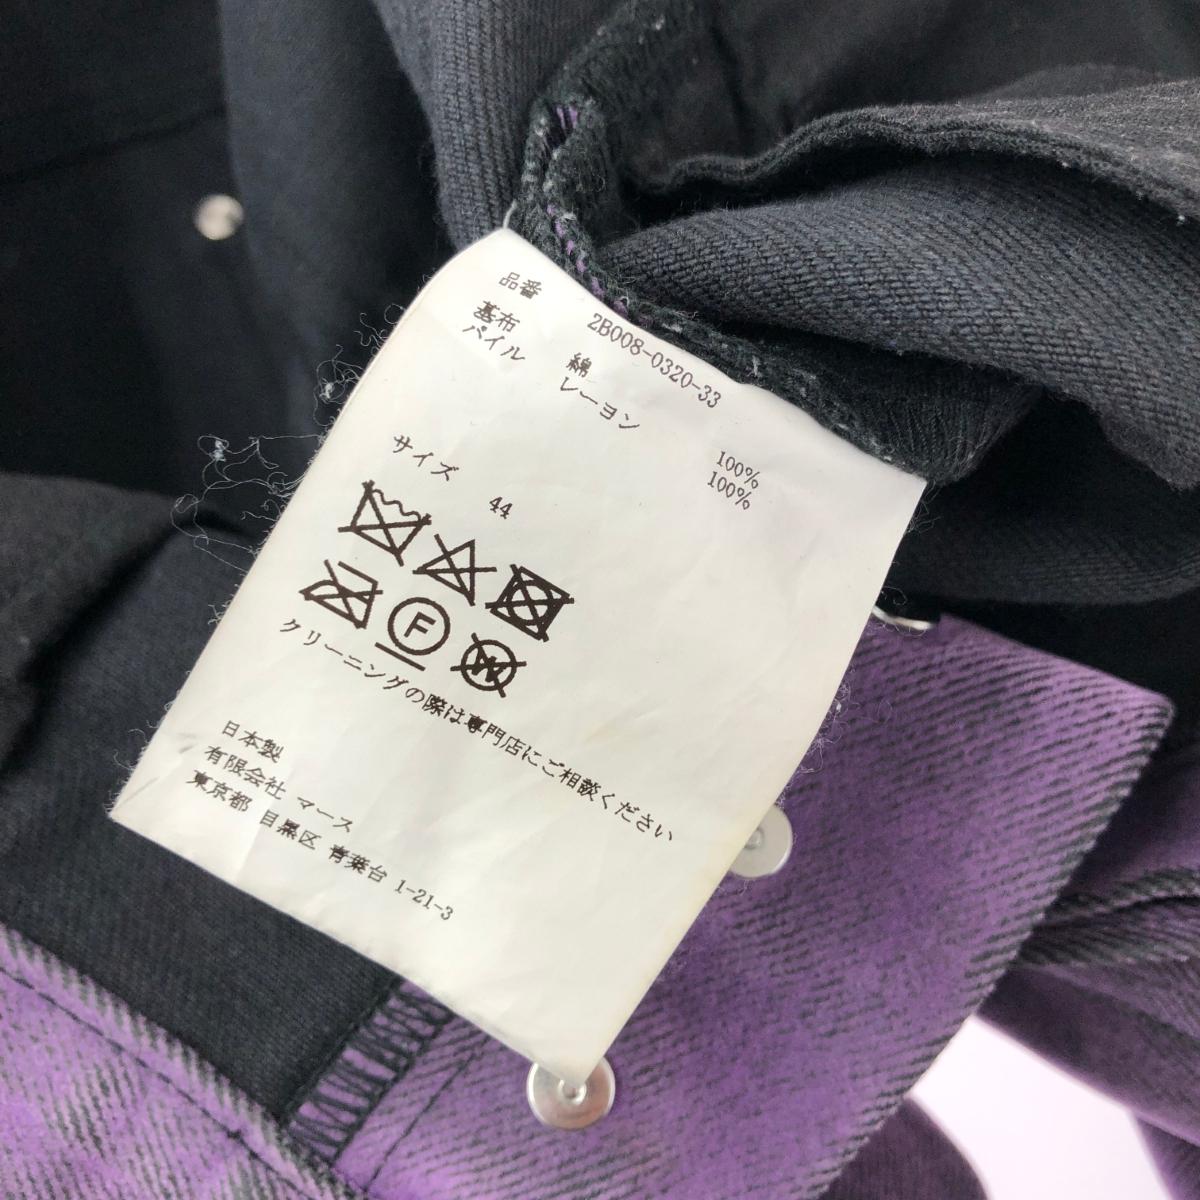 品番 2B008-0320-33
基布 綿 100%
パイル レーヨン 100%
サイズ 44
F
W
クリーニングの際は専門店にご相談ください
日本製
有限会社 マース
東京都 目黒区 青葉台 1-21-3